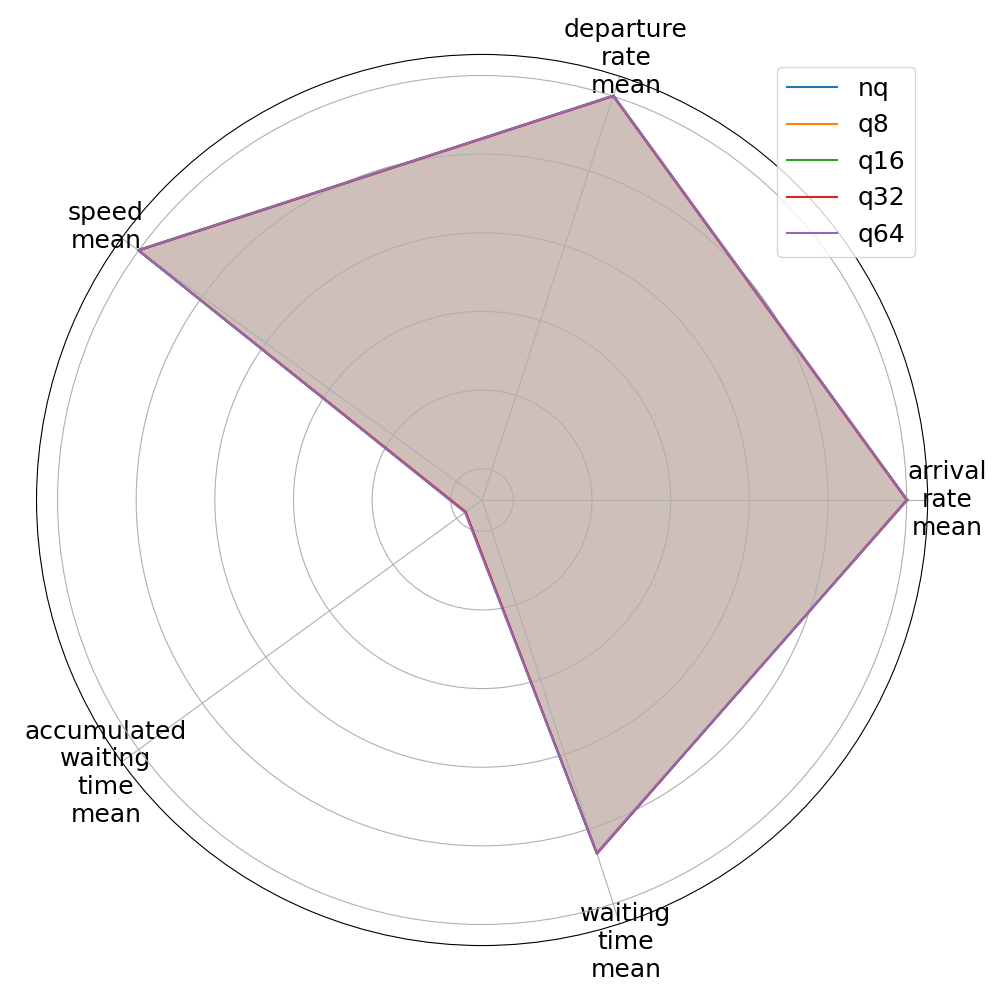 departure
rate
mean
nq
q8
q16
q32
q64
speed
mean
arrival
rate
mean
accumulated
waiting
time
mean
waiting
time
mean